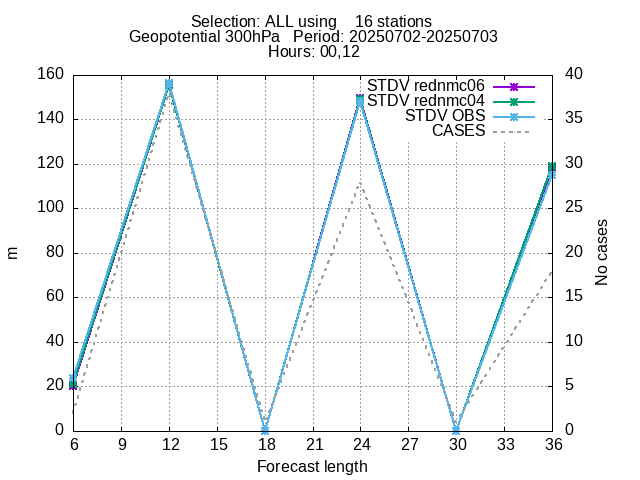 Selection: ALL using    16 stations
Geopotential 300hPa   Period: 20250702-20250703
Hours: 00,12
STDV rednmc06
STDV rednmc04
STDV OBS
CASES
160
140
120
100
80
60
40
20
0
40
35
30
25
20
15
10
5
0
m
No cases
6 9 12 15 18 21 24 27 30 33 36
Forecast length